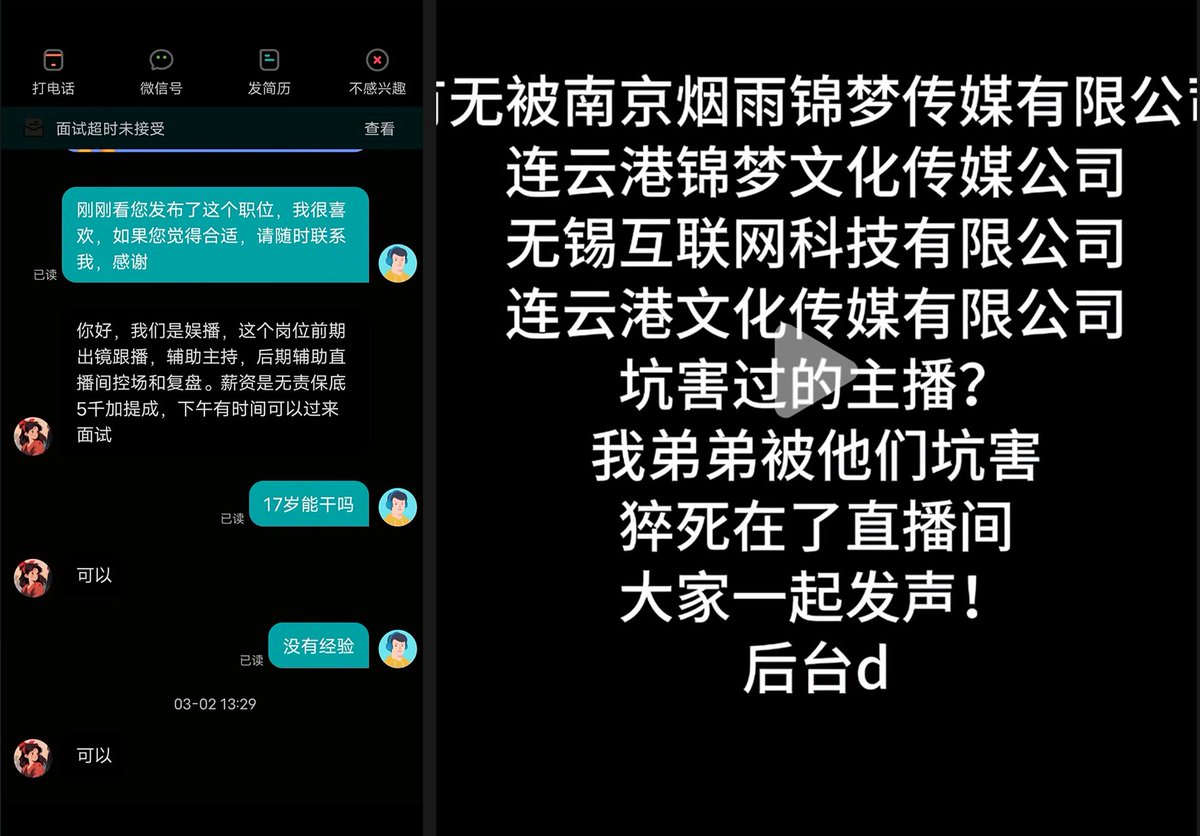 打电话
微信号
发简历
不感兴趣
面试超时未接受
查看
刚刚看您发布了这个职位，我很喜
欢，如果您觉得合适，请随时联系
我，感谢
已读
你好，我们是娱播，这个岗位前期
出镜跟播，辅助主持，后期辅助直
播间控场和复盘。薪资是无责保底
5千加提成，下午有时间可以过来
面试
17岁能干吗
已读
可以
没有经验
已读
03-02 13:29
可以
无被南京烟雨锦梦传媒有限公
连云港锦梦文化传媒公司
无锡互联网科技有限公司
连云港文化传媒有限公司
坑害过的主播？
我弟弟被他们坑害
猝死在了直播间
大家一起发声！
后台d